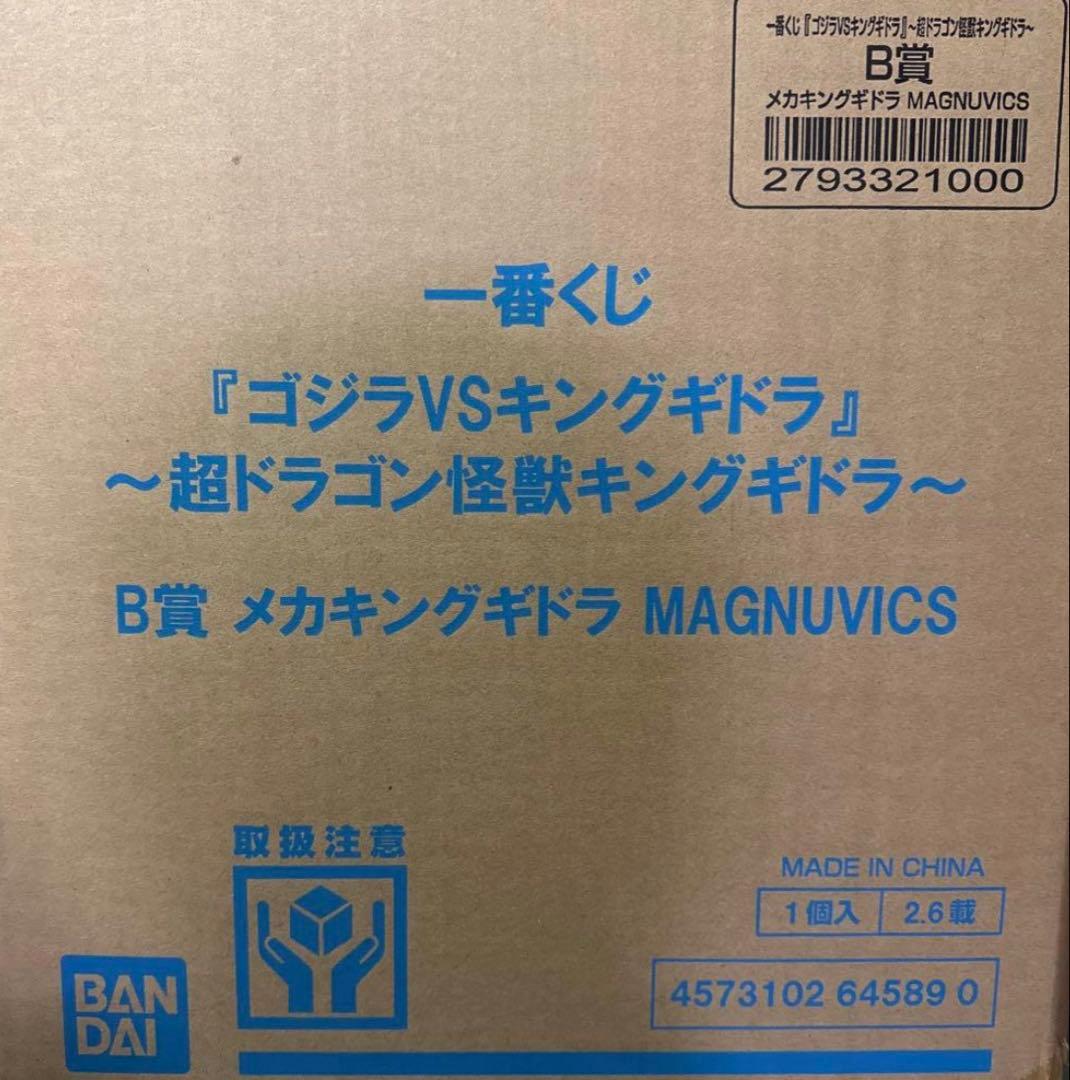 一番くじ『ゴジラVSキングギドラ』~超ドラゴン怪獣キングギドラ~
B賞
メカキングギドラ MAGNUVICS
2793321000
一番くじ
『ゴジラVSキングギドラ』
~超ドラゴン怪獣キングギドラ~
B賞 メカキングギドラ MAGNUVICS
取扱注意
MADE IN CHINA
1個入 2.6載
4573102 64589 0
BAN
DAI